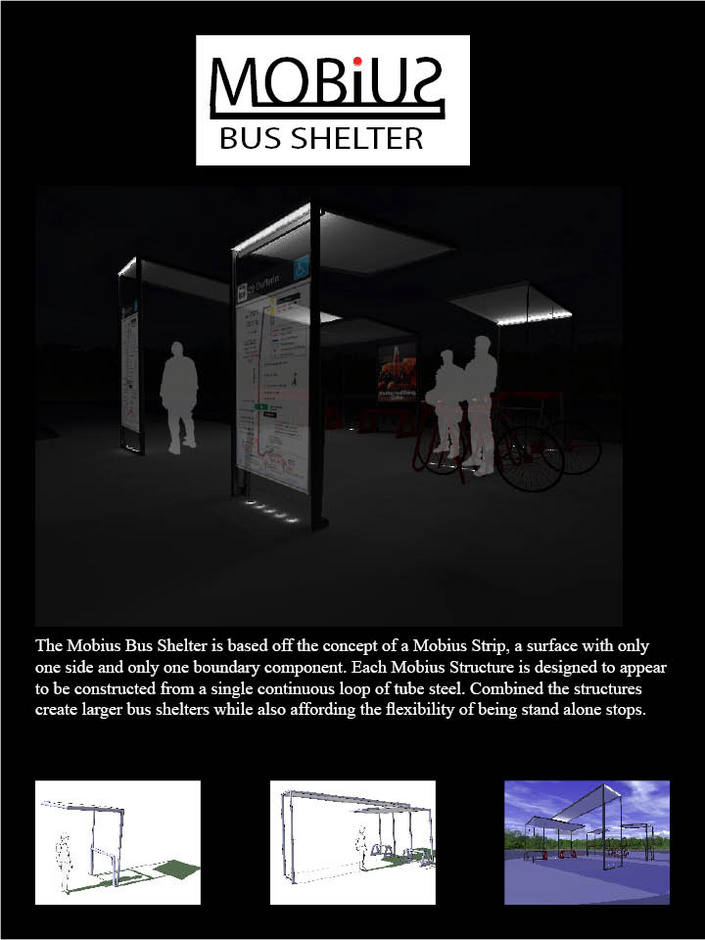 MOBiUS
BUS SHELTER
29 Dufferin
The Mobius Bus Shelter is based off the concept of a Mobius Strip, a surface with only
one side and only one boundary component. Each Mobius Structure is designed to appear
to be constructed from a single continuous loop of tube steel. Combined the structures
create larger bus shelters while also affording the flexibility of being stand alone stops.